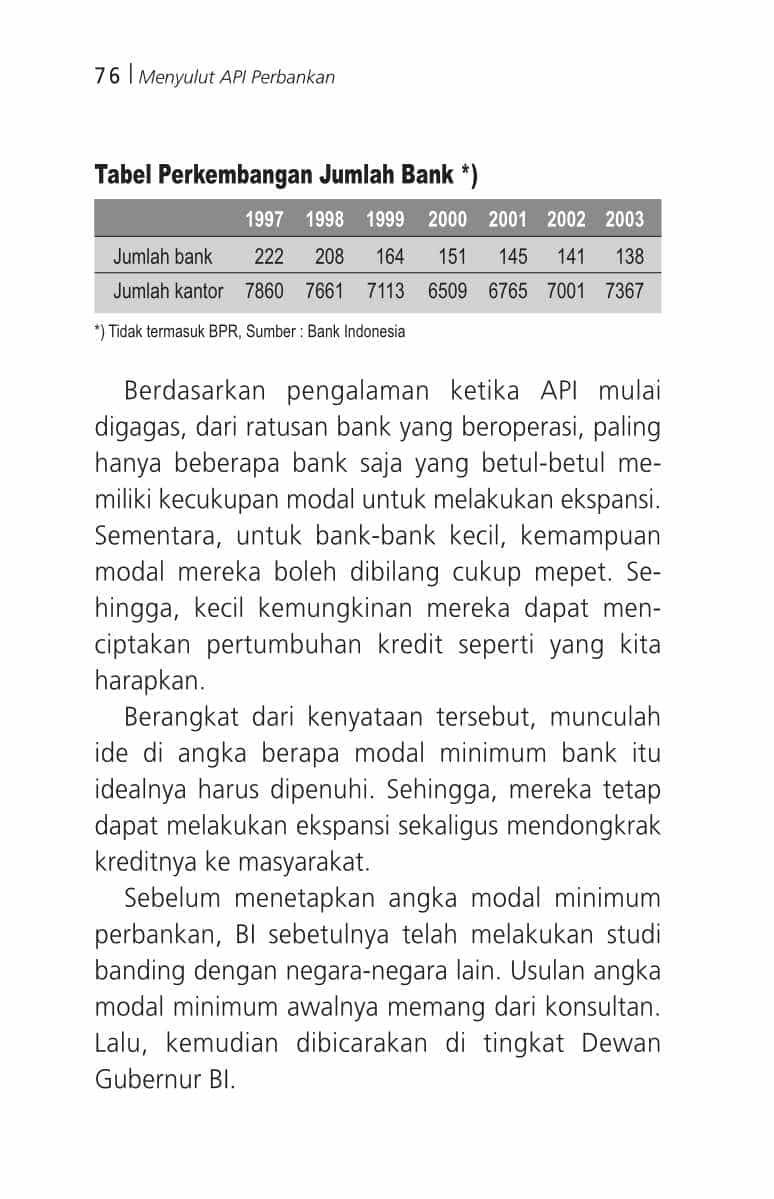 76 | Menyulut API Perbankan
Tabel Perkembangan Jumlah Bank *)
1997 1998 1999 2000 2001 2002 2003
Jumlah bank 222 208 164 151 145 141 138
Jumlah kantor 7860 7661 7113 6509 6765 7001 7367
*) Tidak termasuk BPR, Sumber : Bank Indonesia
Berdasarkan pengalaman ketika API mulai
digagas, dari ratusan bank yang beroperasi, paling
hanya beberapa bank saja yang betul-betul me-
miliki kecukupan modal untuk melakukan ekspansi.
Sementara, untuk bank-bank kecil, kemampuan
modal mereka boleh dibilang cukup mepet. Se-
hingga, kecil kemungkinan mereka dapat men-
ciptakan pertumbuhan kredit seperti yang kita
harapkan.
Berangkat dari kenyataan tersebut, munculah
ide di angka berapa modal minimum bank itu
idealnya harus dipenuhi. Sehingga, mereka tetap
dapat melakukan ekspansi sekaligus mendongkrak
kreditnya ke masyarakat.
Sebelum menetapkan angka modal minimum
perbankan, BI sebetulnya telah melakukan studi
banding dengan negara-negara lain. Usulan angka
modal minimum awalnya memang dari konsultan.
Lalu, kemudian dibicarakan di tingkat Dewan
Gubernur BI.